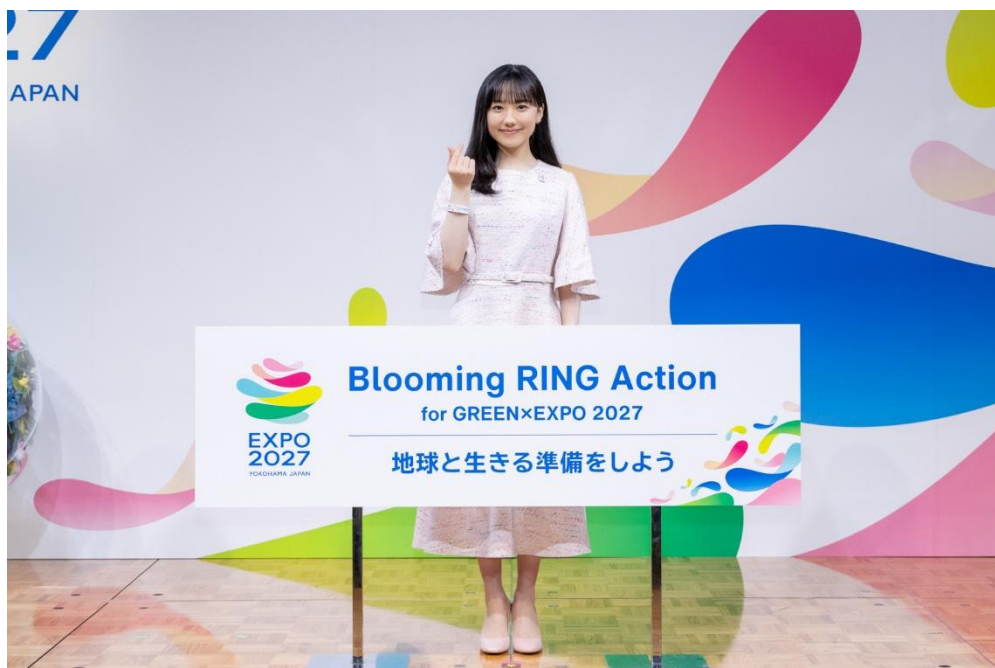 27
APAN
Blooming RING Action
for GREEN×EXPO 2027
EXPO
2027
YOKOHAMA JAPAN
地球と生きる準備をしよう